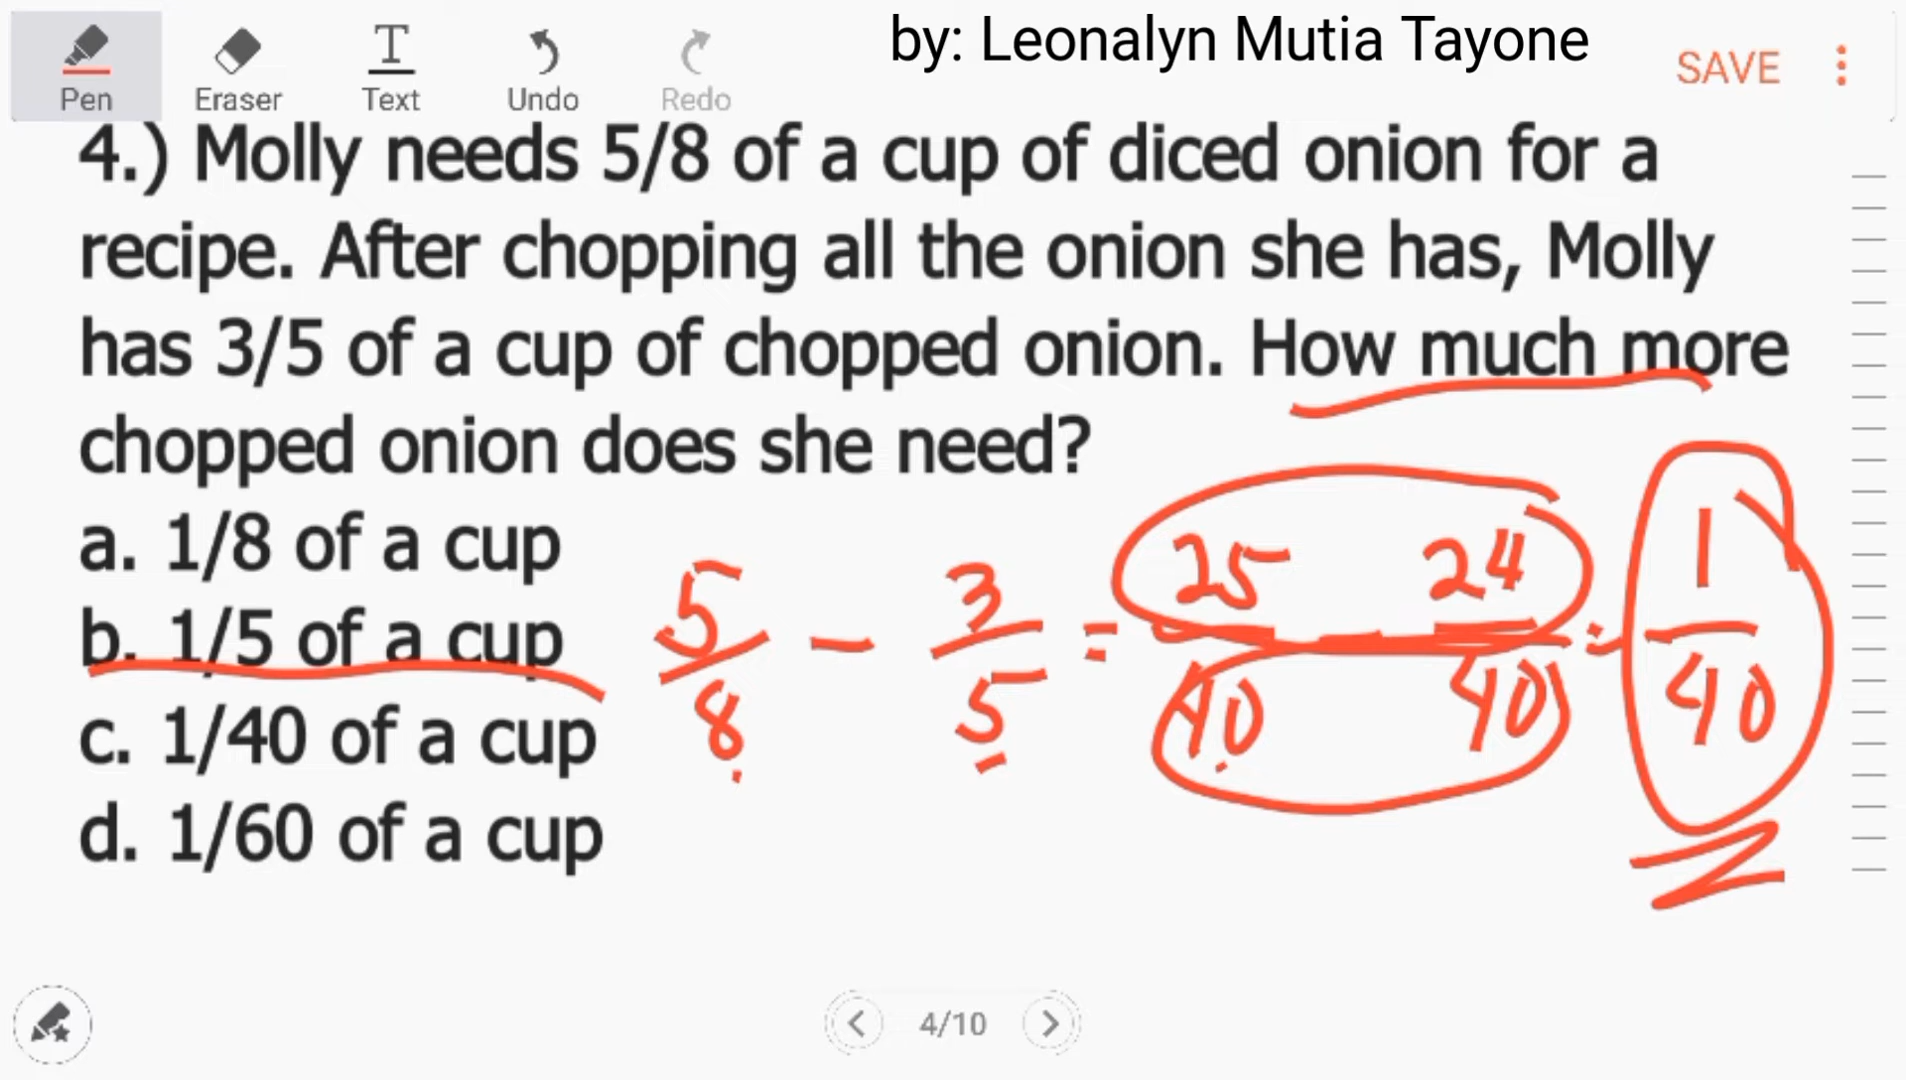 by: Leonalyn Mutia Tayone
Pen Eraser Text Undo Redo SAVE
4.) Molly needs 5/8 of a cup of diced onion for a
recipe. After chopping all the onion she has, Molly
has 3/5 of a cup of chopped onion. How much more
chopped onion does she need?
a. 1/8 of a cup
b. 1/5 of a cup
c. 1/40 of a cup
d. 1/60 of a cup
5/8 - 3/5 = 25/40 - 24/40 = 1/40
4/10